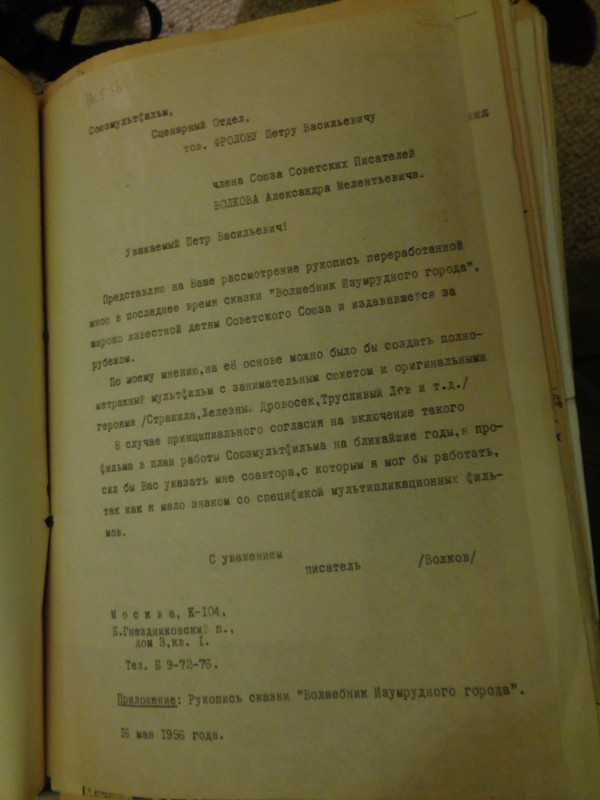 16.5.56
Союзмультфильм,
Сценарный Отдел,
тов. ФРОЛОВУ Петру Васильевичу
члена Союза Советских Писателей
ВОЛКОВА Александра Мелентьевича.
Уважаемый Петр Васильевич!
Представляю на Ваше рассмотрение рукопись переработанной
мною в последнее время сказки "Волшебник Изумрудного города",
широко известной детям Советского Союза и издававшейся за
рубежом.
По моему мнению,на её основе можно было бы создать полно-
метражный мультфильм с занимательным сюжетом и оригинальными
героями /Страшила,Железный Дровосек,Трусливый Лев и т.д./
В случае принципиального согласия на включение такого
фильма в план работы Союзмультфильма на ближайшие годы,я про-
сил бы Вас указать мне соавтора,с которым я мог бы работать,
так как я мало знаком со спецификой мультипликационных филь-
мов.
С уважением
писатель /Волков/
Москва, К-104,
Б.Гнездниковский п.,
дом 3,кв. I.
Тел. Б 9-72-76.
Приложение: Рукопись сказки "Волшебник Изумрудного города".
16 мая 1956 года.